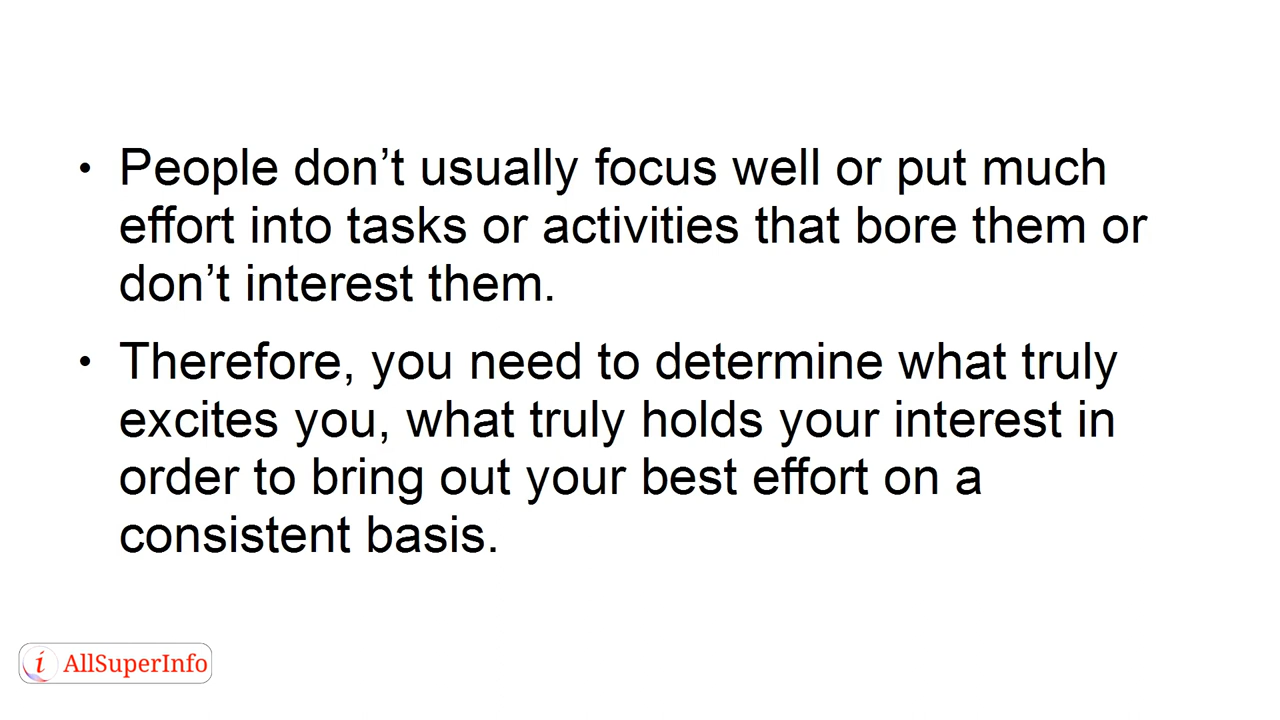 • People don’t usually focus well or put much
effort into tasks or activities that bore them or
don’t interest them.
• Therefore, you need to determine what truly
excites you, what truly holds your interest in
order to bring out your best effort on a
consistent basis.
i AllSuperInfo